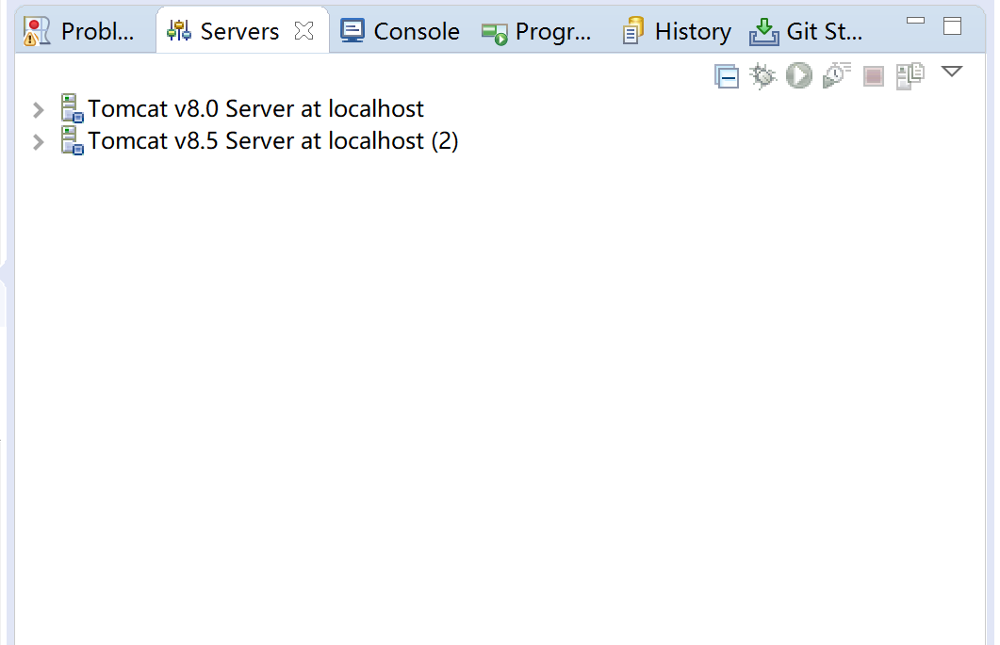 Probl... Servers Console Progr... History Git St...
Tomcat v8.0 Server at localhost
Tomcat v8.5 Server at localhost (2)